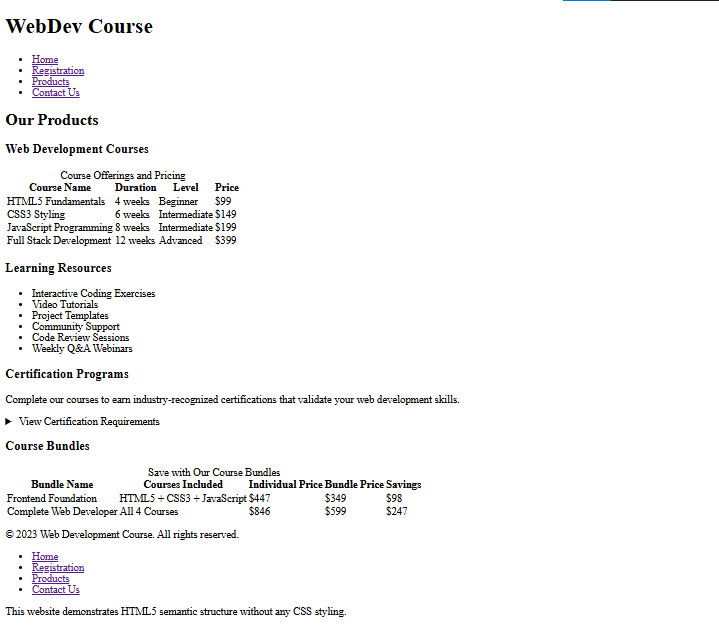 WebDev Course
Home
Registration
Products
Contact Us
Our Products
Web Development Courses
Course Offerings and Pricing
Course Name Duration Level Price
HTML5 Fundamentals 4 weeks Beginner $99
CSS3 Styling 6 weeks Intermediate $149
JavaScript Programming 8 weeks Intermediate $199
Full Stack Development 12 weeks Advanced $399
Learning Resources
Interactive Coding Exercises
Video Tutorials
Project Templates
Community Support
Code Review Sessions
Weekly Q&A Webinars
Certification Programs
Complete our courses to earn industry-recognized certifications that validate your web development skills.
View Certification Requirements
Course Bundles
Save with Our Course Bundles
Bundle Name Courses Included Individual Price Bundle Price Savings
Frontend Foundation HTML5 + CSS3 + JavaScript $447 $349 $98
Complete Web Developer All 4 Courses $846 $599 $247
© 2023 Web Development Course. All rights reserved.
Home
Registration
Products
Contact Us
This website demonstrates HTML5 semantic structure without any CSS styling.